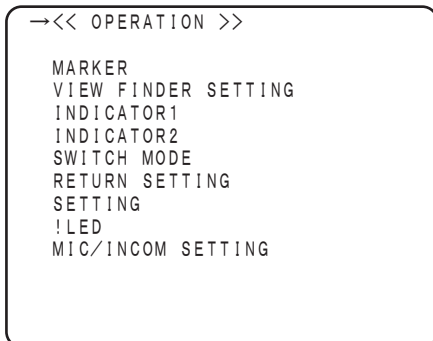 →<< OPERATION >>
MARKER
VIEW FINDER SETTING
INDICATOR1
INDICATOR2
SWITCH MODE
RETURN SETTING
SETTING
!LED
MIC/INCOM SETTING